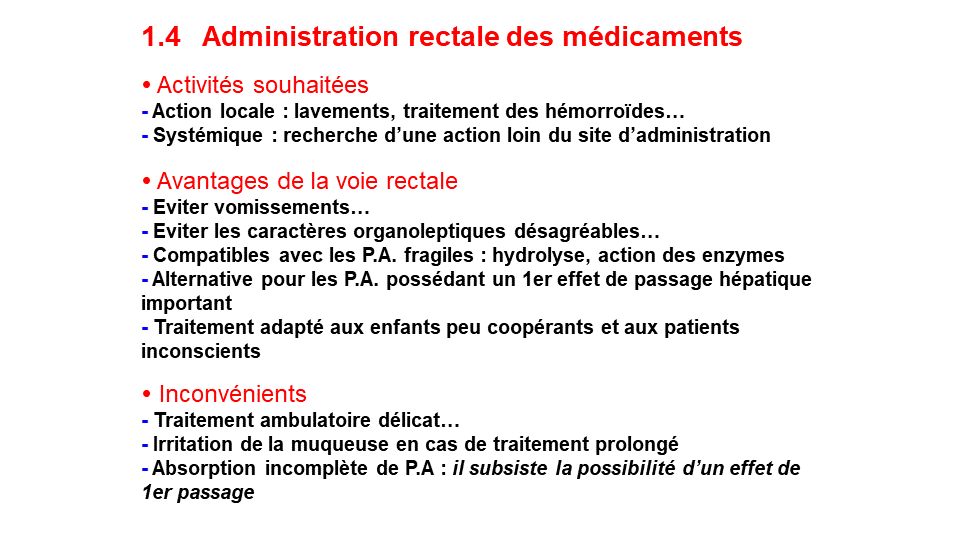 1.4 Administration rectale des médicaments
• Activités souhaitées
- Action locale : lavements, traitement des hémorroïdes…
- Systémique : recherche d’une action loin du site d’administration
• Avantages de la voie rectale
- Eviter vomissements…
- Eviter les caractères organoleptiques désagréables…
- Compatibles avec les P.A. fragiles : hydrolyse, action des enzymes
- Alternative pour les P.A. possédant un 1er effet de passage hépatique
important
- Traitement adapté aux enfants peu coopérants et aux patients
inconscients
• Inconvénients
- Traitement ambulatoire délicat…
- Irritation de la muqueuse en cas de traitement prolongé
- Absorption incomplète de P.A : il subsiste la possibilité d’un effet de
1er passage